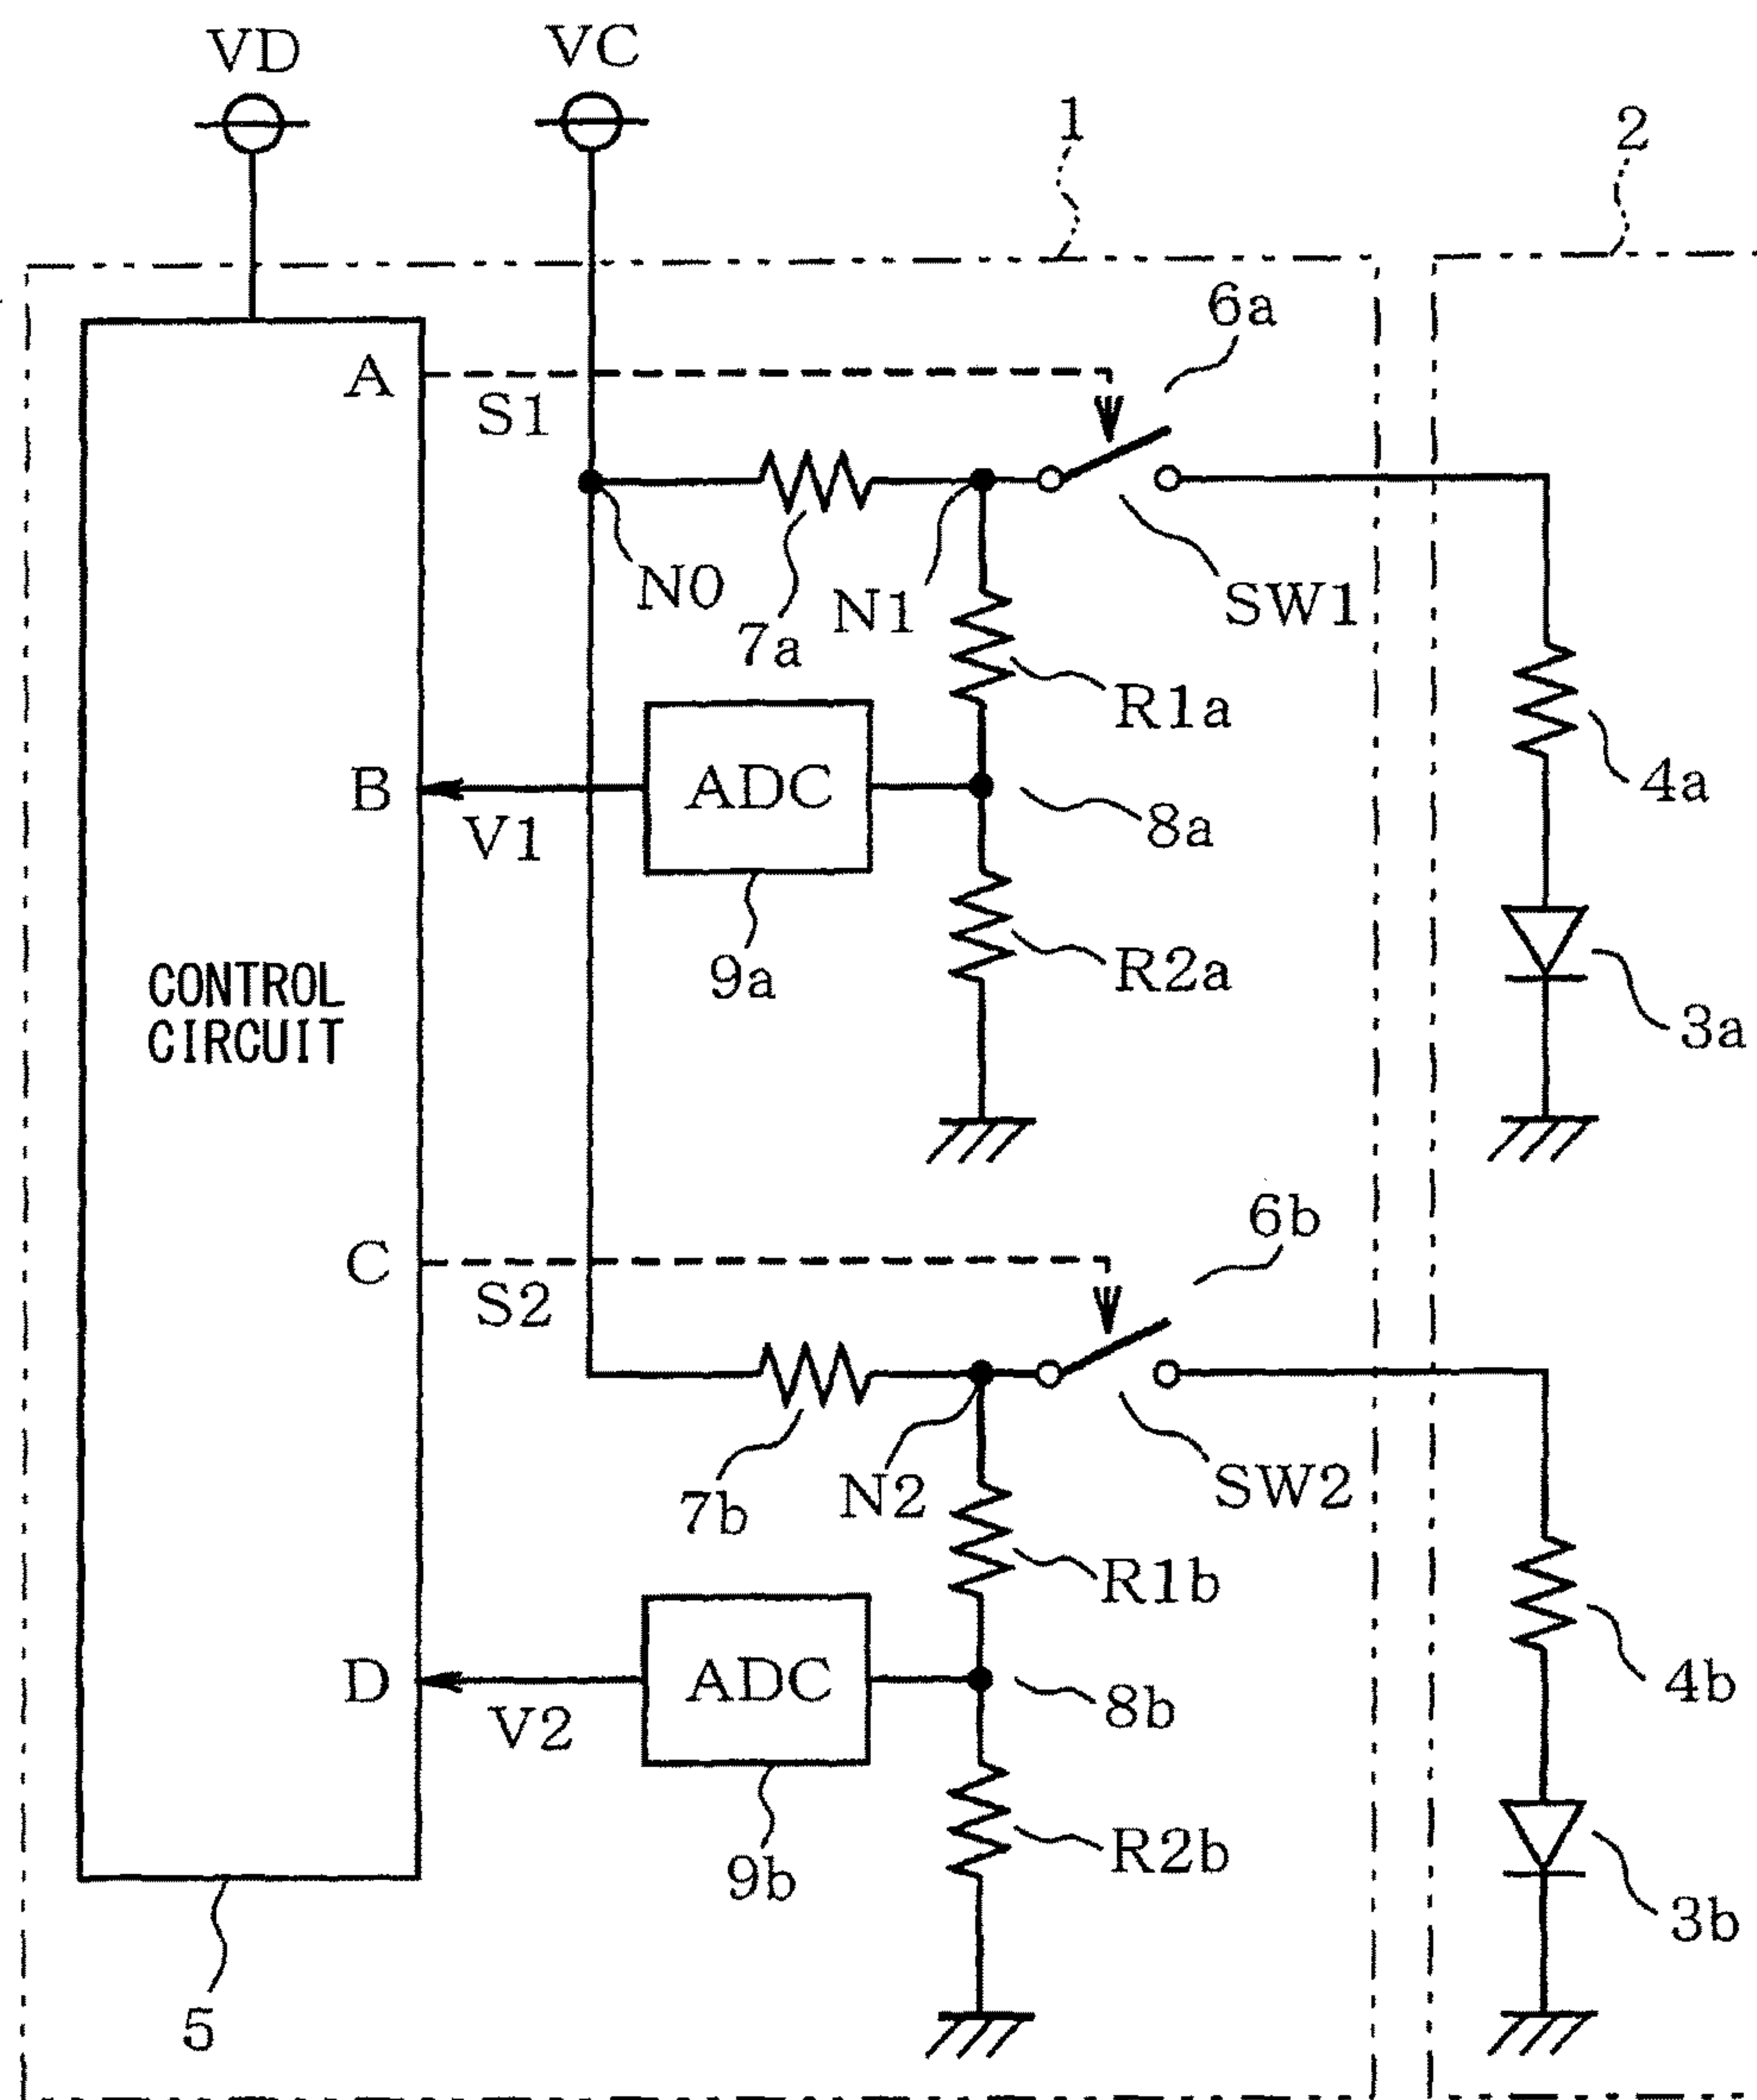 VD
VC
1
2
6a
A
S1
N0
7a
N1
SW1
R1a
4a
B
V1
ADC
8a
9a
R2a
3a
CONTROL
CIRCUIT
6b
C
S2
7b
N2
SW2
R1b
4b
D
V2
ADC
8b
9b
R2b
3b
5